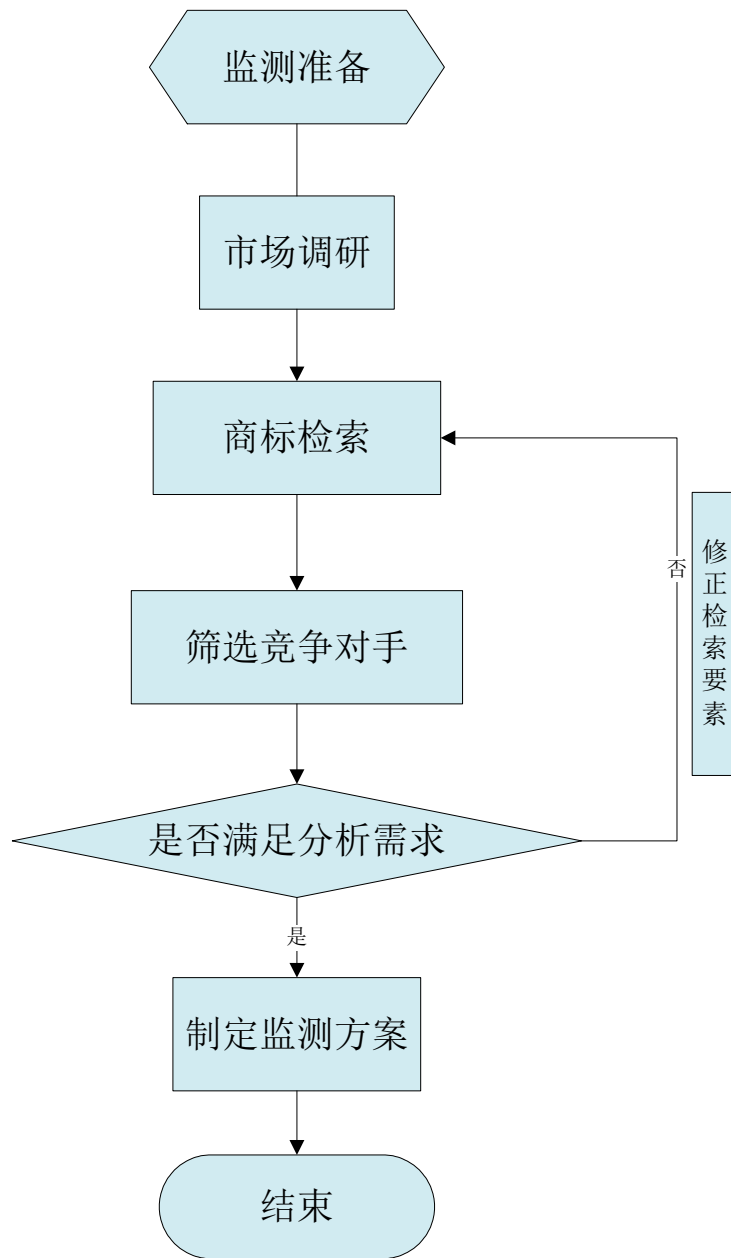 监测准备
市场调研
商标检索
筛选竞争对手
否
修正检索要素
是否满足分析需求
是
制定监测方案
结束